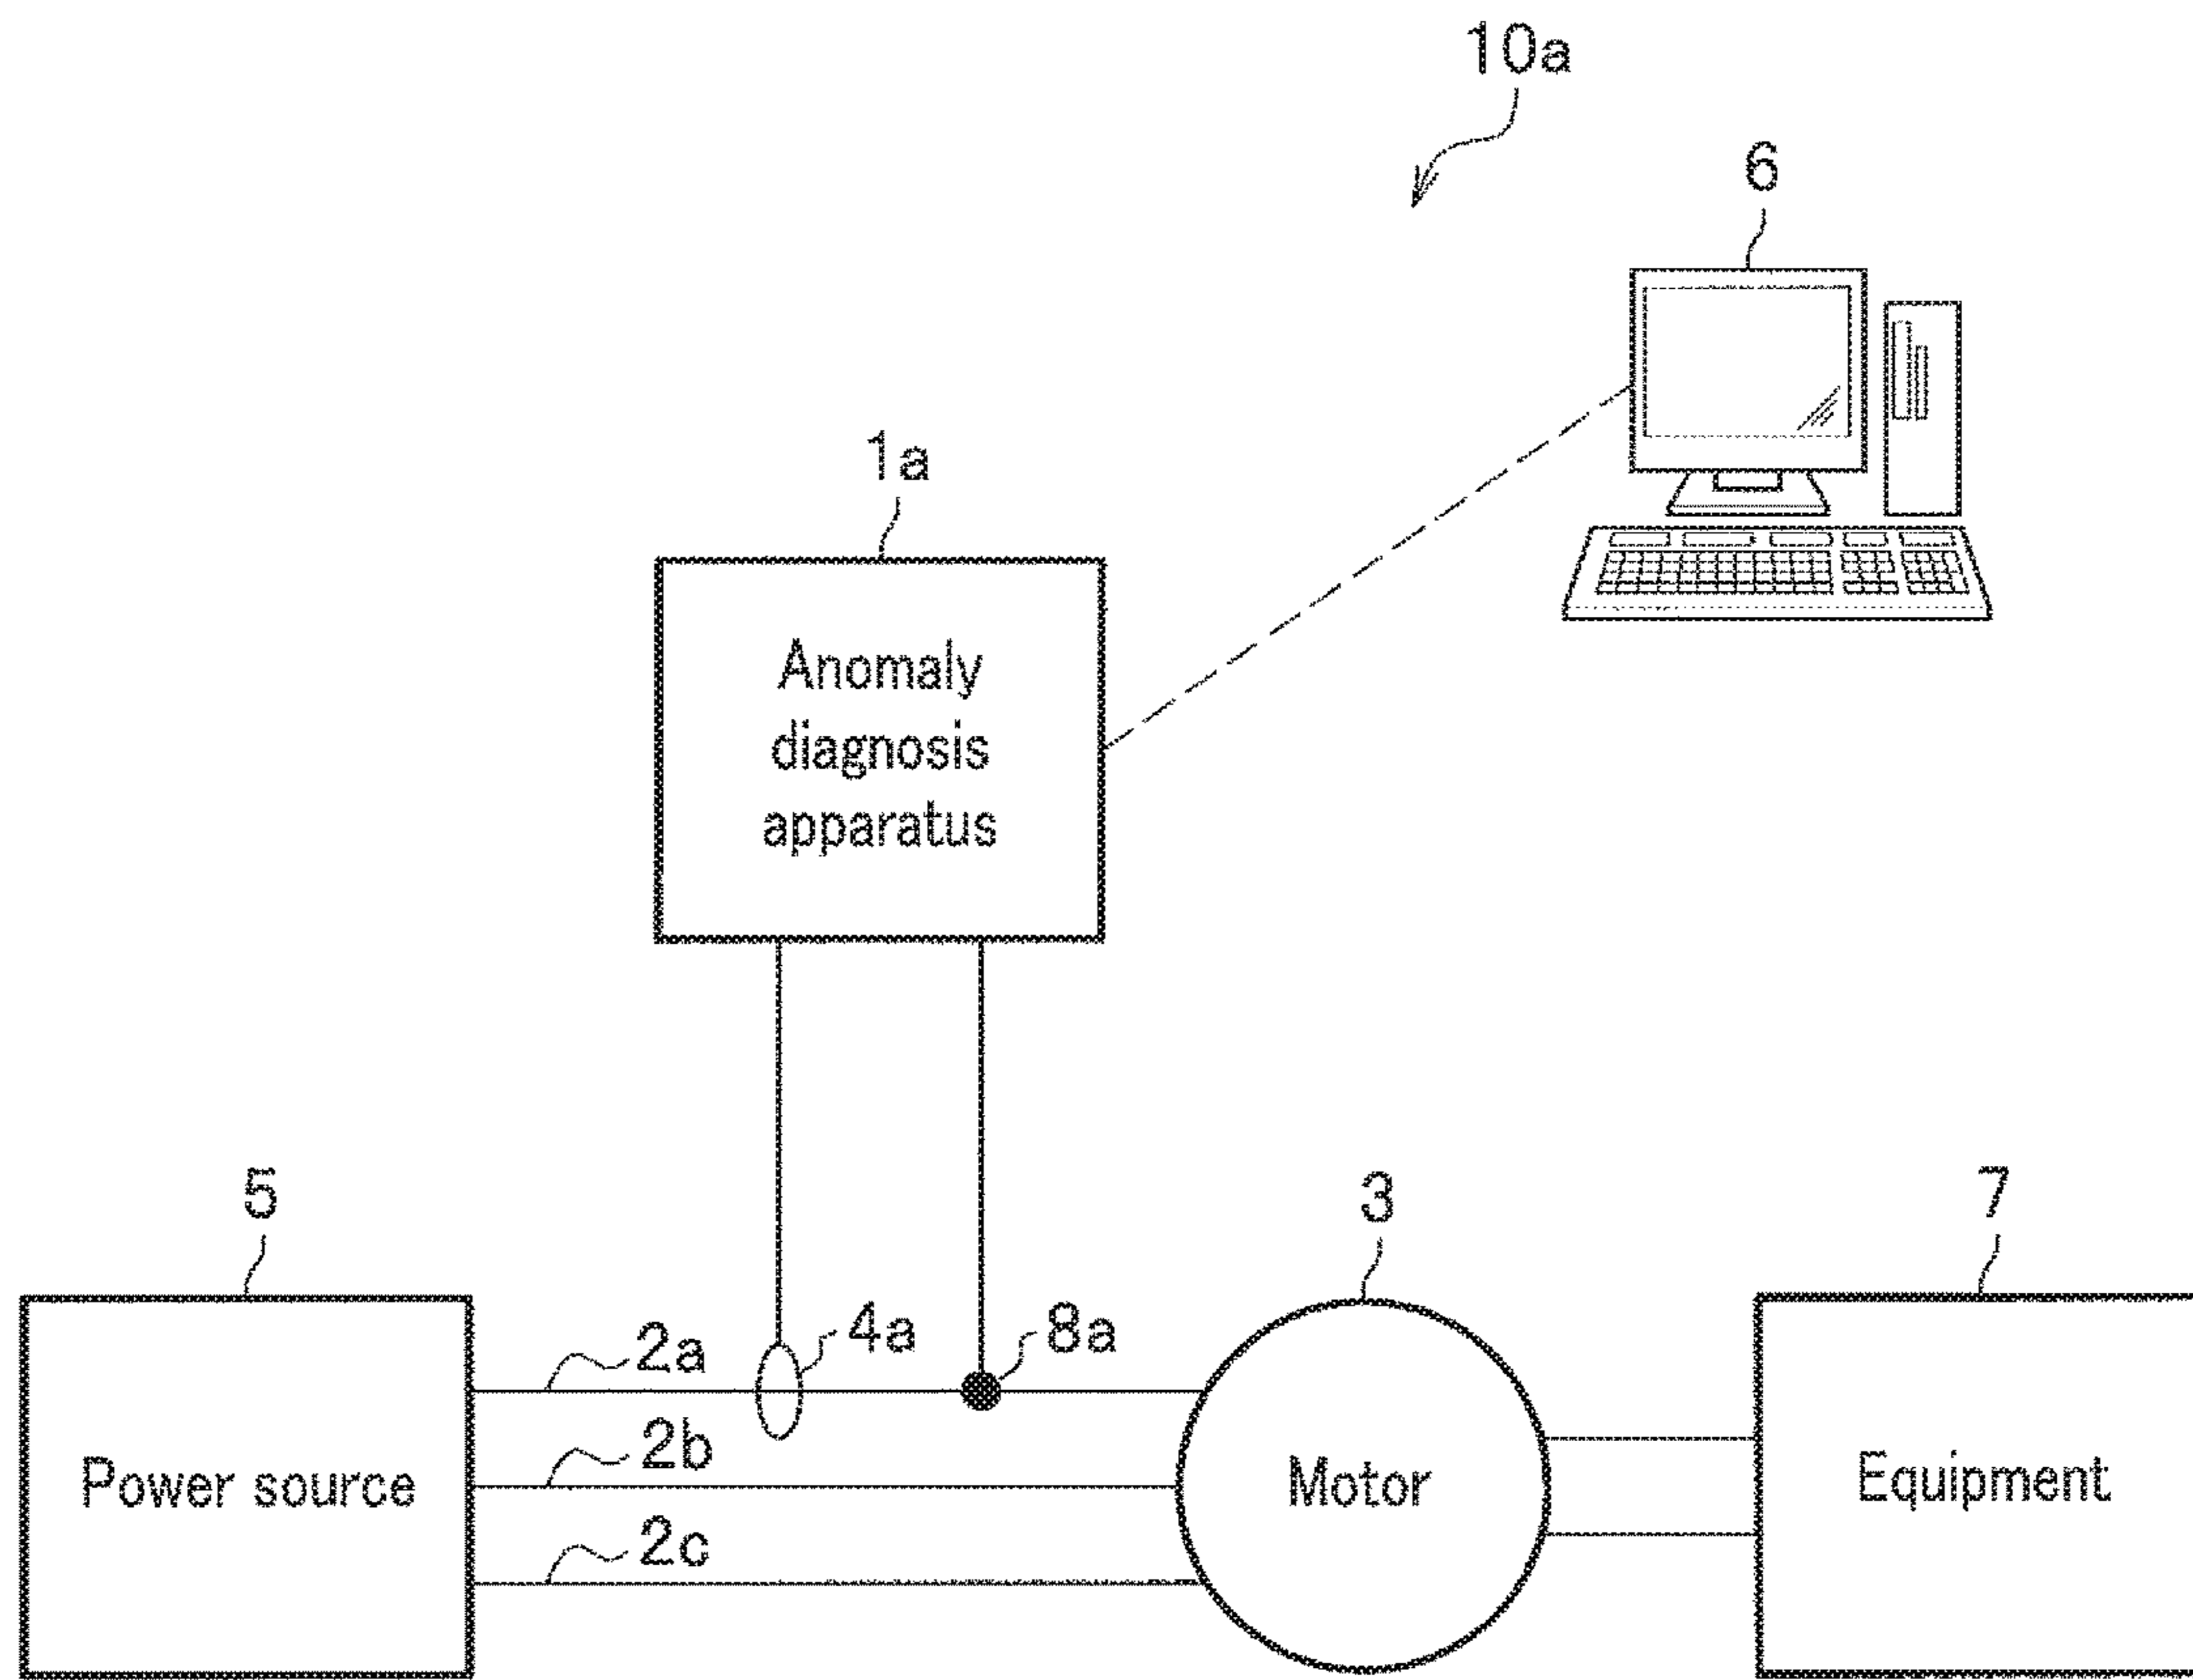 10a
6
1a
Anomaly
diagnosis
apparatus
5
3
7
2a
4a
8a
2b
2c
Power source
Motor
Equipment